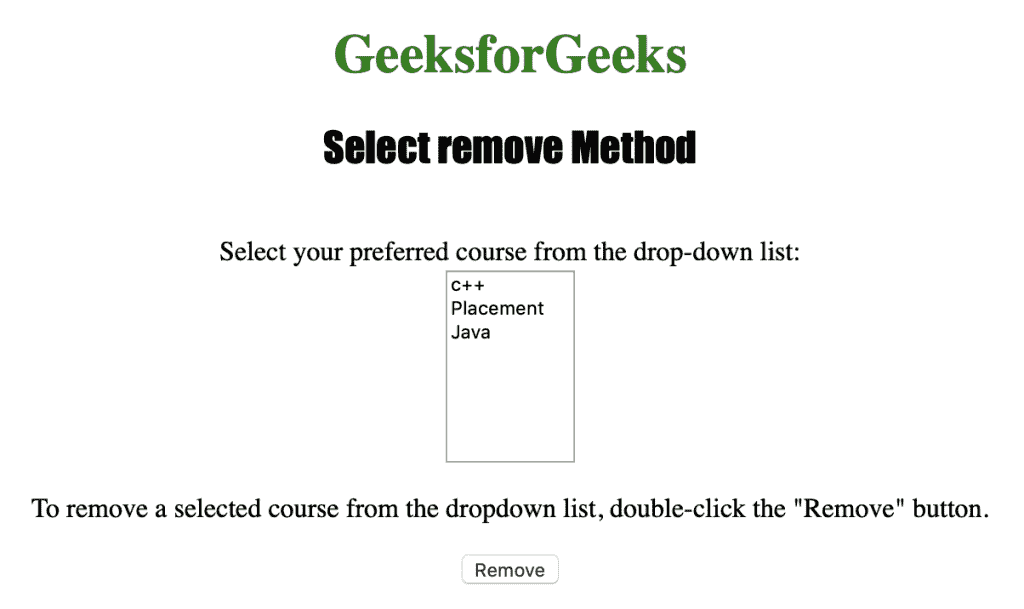 GeeksforGeeks
Select remove Method
Select your preferred course from the drop-down list:
c++
Placement
Java
To remove a selected course from the dropdown list, double-click the "Remove" button.
Remove